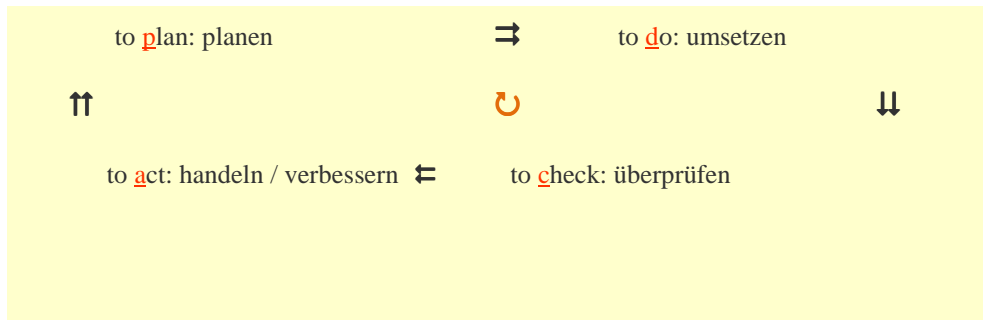 to plan: planen ⇉ to do: umsetzen
⇈ ↻ ⇊
to act: handeln / verbessern ⇇ to check: überprüfen